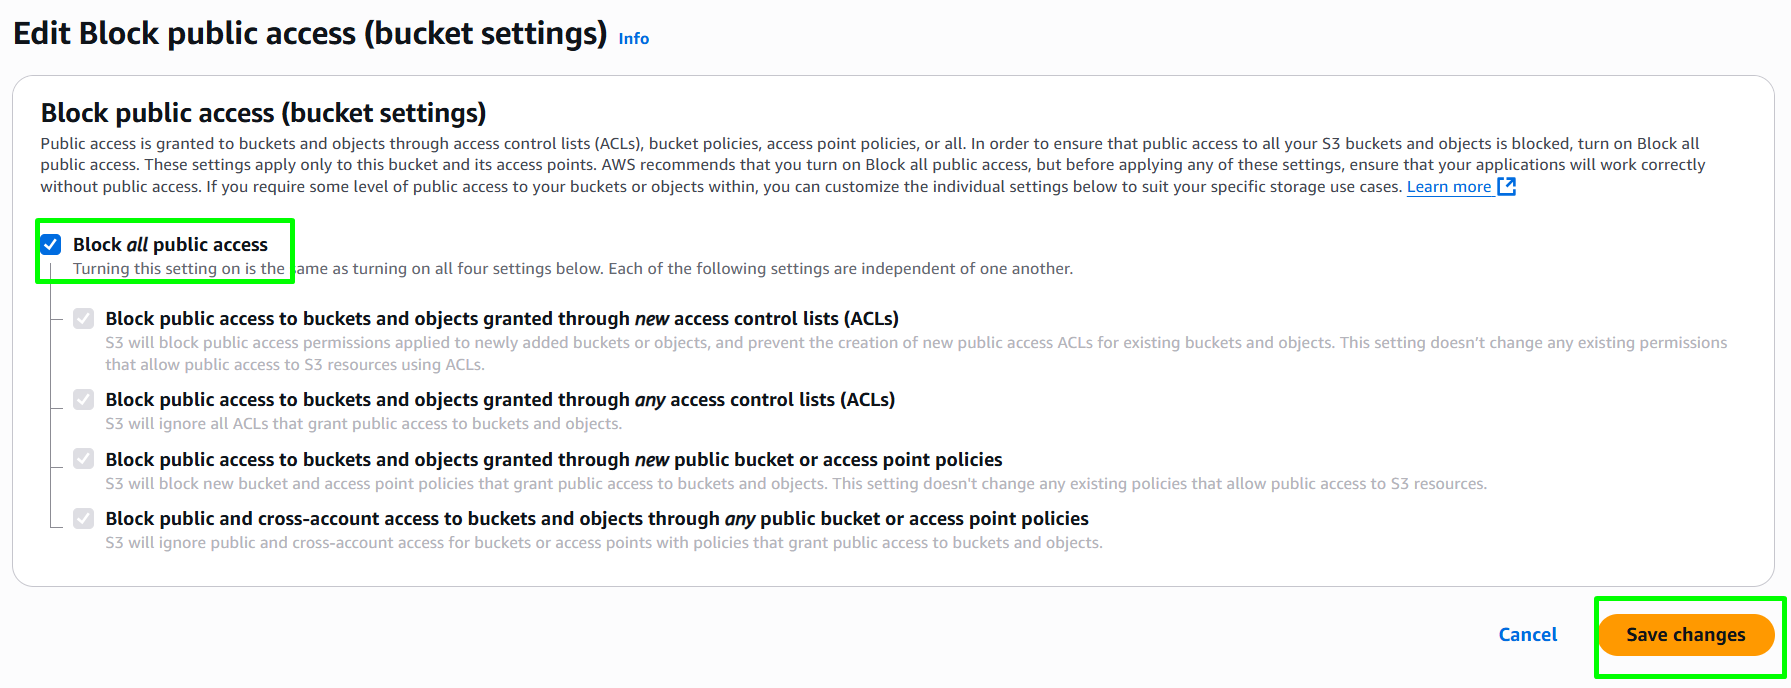 Edit Block public access (bucket settings) Info
Block public access (bucket settings)
Public access is granted to buckets and objects through access control lists (ACLs), bucket policies, access point policies, or all. In order to ensure that public access to all your S3 buckets and objects is blocked, turn on Block all
public access. These settings apply only to this bucket and its access points. AWS recommends that you turn on Block all public access, but before applying any of these settings, ensure that your applications will work correctly
without public access. If you require some level of public access to your buckets or objects within, you can customize the individual settings below to suit your specific storage use cases. Learn more
Block all public access
Turning this setting on is the same as turning on all four settings below. Each of the following settings are independent of one another.
Block public access to buckets and objects granted through new access control lists (ACLs)
S3 will block public access permissions applied to newly added buckets or objects, and prevent the creation of new public access ACLs for existing buckets and objects. This setting doesn’t change any existing permissions
that allow public access to S3 resources using ACLs.
Block public access to buckets and objects granted through any access control lists (ACLs)
S3 will ignore all ACLs that grant public access to buckets and objects.
Block public access to buckets and objects granted through new public bucket or access point policies
S3 will block new bucket and access point policies that grant public access to buckets and objects. This setting doesn't change any existing policies that allow public access to S3 resources.
Block public and cross-account access to buckets and objects through any public bucket or access point policies
S3 will ignore public and cross-account access for buckets or access points with policies that grant public access to buckets and objects.
Cancel Save changes